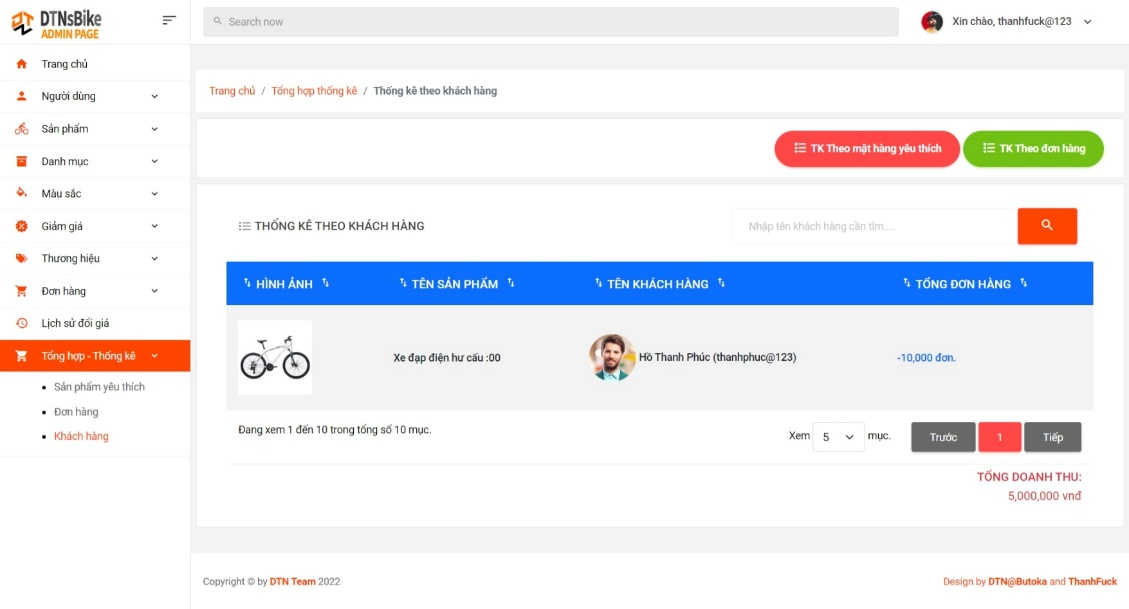 DTNsBike
ADMIN PAGE
Search now
Xin chào, thanhfuck@123
Trang chủ
Người dùng
Sản phẩm
Danh mục
Màu sắc
Giảm giá
Thương hiệu
Đơn hàng
Lịch sử đổi giá
Tổng hợp - Thống kê
Sản phẩm yêu thích
Đơn hàng
Khách hàng
Trang chủ / Tổng hợp thống kê / Thống kê theo khách hàng
TK Theo mặt hàng yêu thích
TK Theo đơn hàng
THỐNG KÊ THEO KHÁCH HÀNG
Nhập tên khách hàng cần tìm....
HÌNH ẢNH TÊN SẢN PHẨM TÊN KHÁCH HÀNG TỔNG ĐƠN HÀNG
Xe đạp điện hư cấu :00 Hồ Thanh Phúc (thanhphuc@123) -10,000 đơn.
Đang xem 1 đến 10 trong tổng số 10 mục.
Xem 5 mục.
Trước 1 Tiếp
TỔNG DOANH THU:
5,000,000 vnđ
Copyright © by DTN Team 2022
Design by DTN@Butoka and ThanhFuck